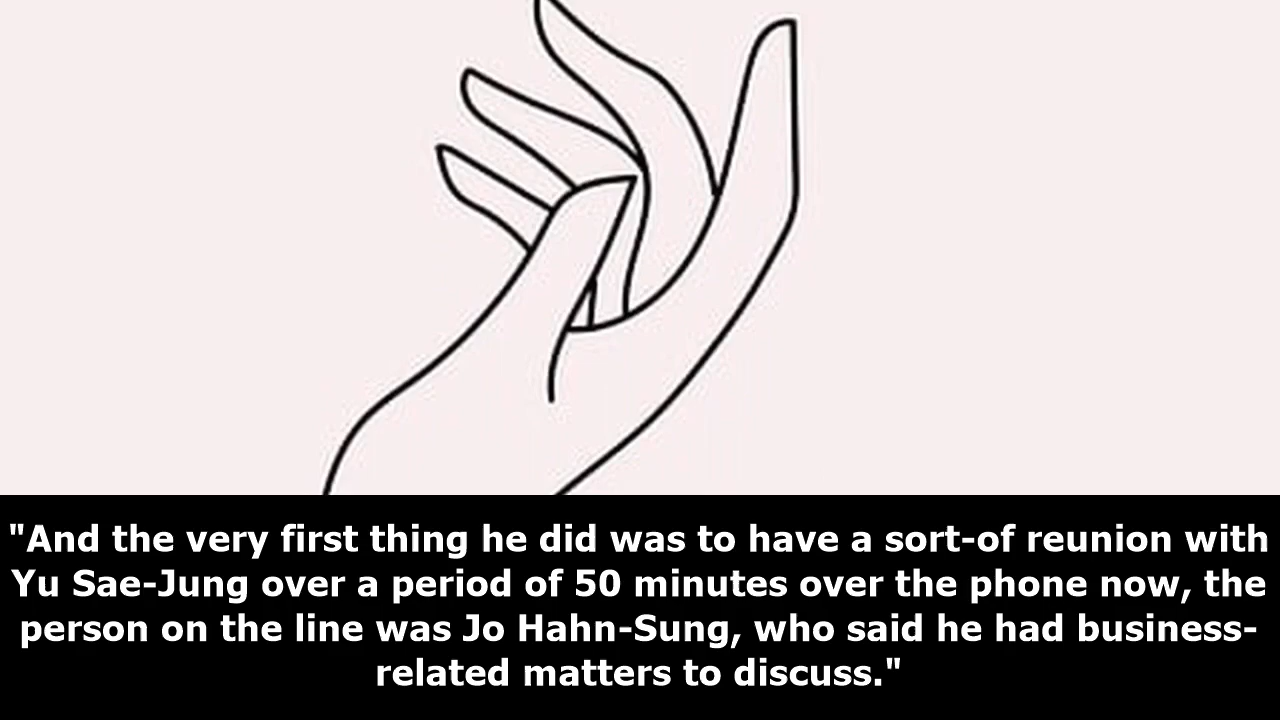 "And the very first thing he did was to have a sort-of reunion with
Yu Sae-Jung over a period of 50 minutes over the phone now, the
person on the line was Jo Hahn-Sung, who said he had business-
related matters to discuss."